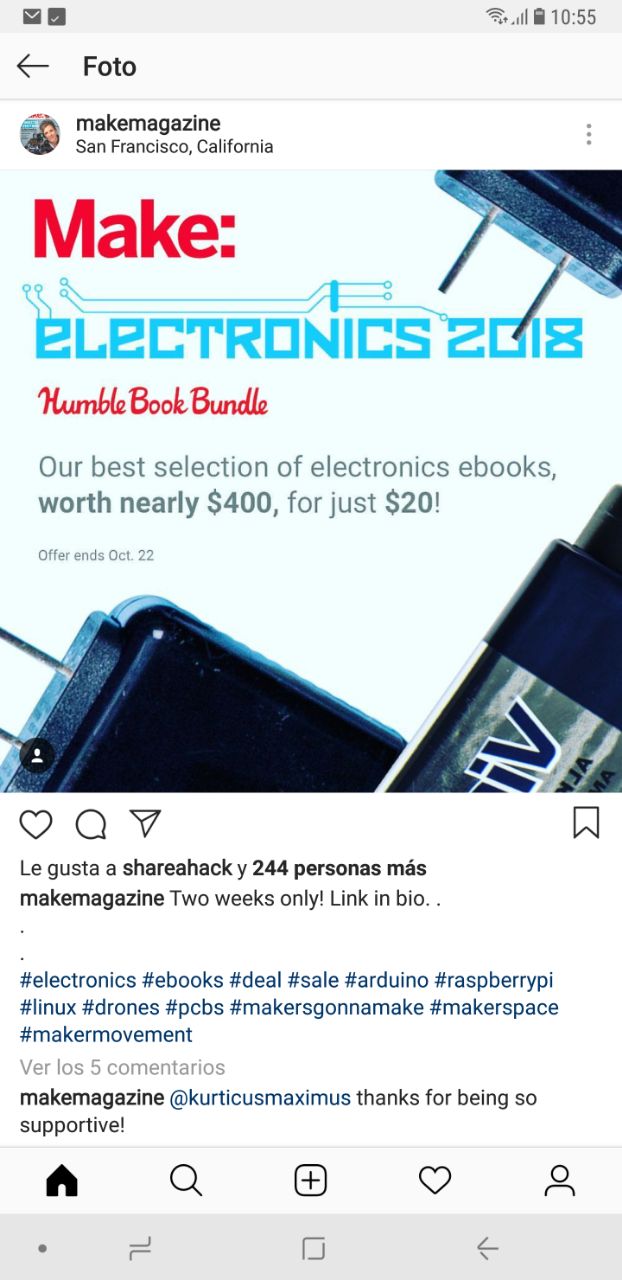 10:55
Foto
makemagazine
San Francisco, California
Make:
ELECTRONICS 2018
Humble Book Bundle
Our best selection of electronics ebooks,
worth nearly $400, for just $20!
Offer ends Oct. 22
Le gusta a shareahack y 244 personas más
makemagazine Two weeks only! Link in bio. .
.
.
#electronics #ebooks #deal #sale #arduino #raspberrypi
#linux #drones #pcbs #makersgonnamake #makerspace
#makermovement
Ver los 5 comentarios
makemagazine @kurticusmaximus thanks for being so
supportive!